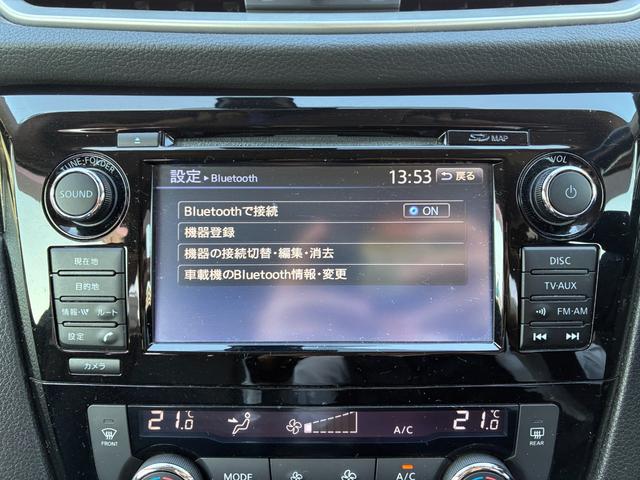 SD MAP
TUNE·FOLDER
VOL
SOUND
設定 ▸ Bluetooth 13:53 戻る
Bluetoothで接続 ON
機器登録
機器の接続切替・編集・消去
車載機のBluetooth情報・変更
現在地
目的地
情報・VV ルート
設定
カメラ
DISC
TV·AUX
FM·AM
21.0℃ 21.0℃
A/C
FRONT
REAR
MODE
A/C